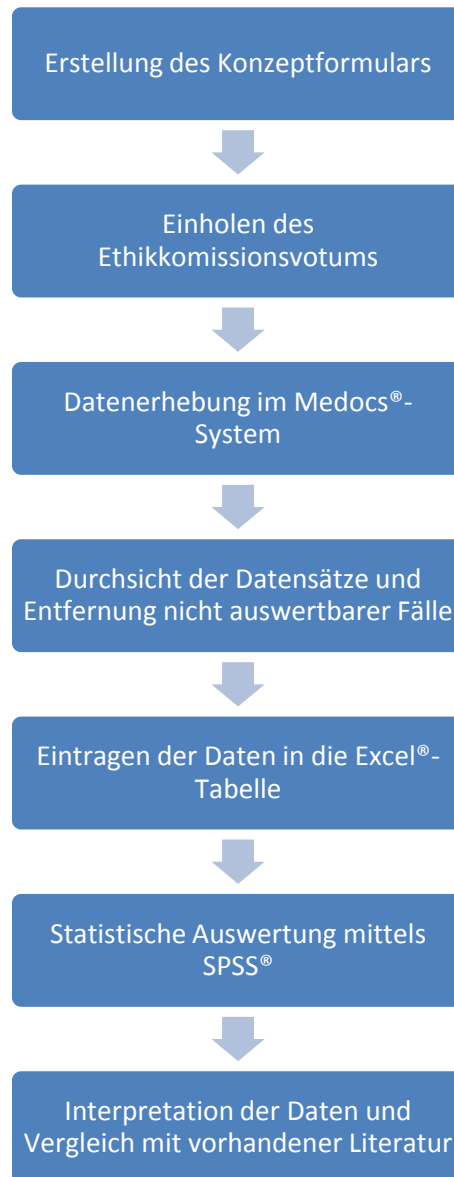 Erstellung des Konzeptformulars
Einholen des
Ethikkomissionsvotums
Datenerhebung im Medocs®-
System
Durchsicht der Datensätze und
Entfernung nicht auswertbarer Fälle
Eintragen der Daten in die Excel®-
Tabelle
Statistische Auswertung mittels
SPSS®
Interpretation der Daten und
Vergleich mit vorhandener Literatur